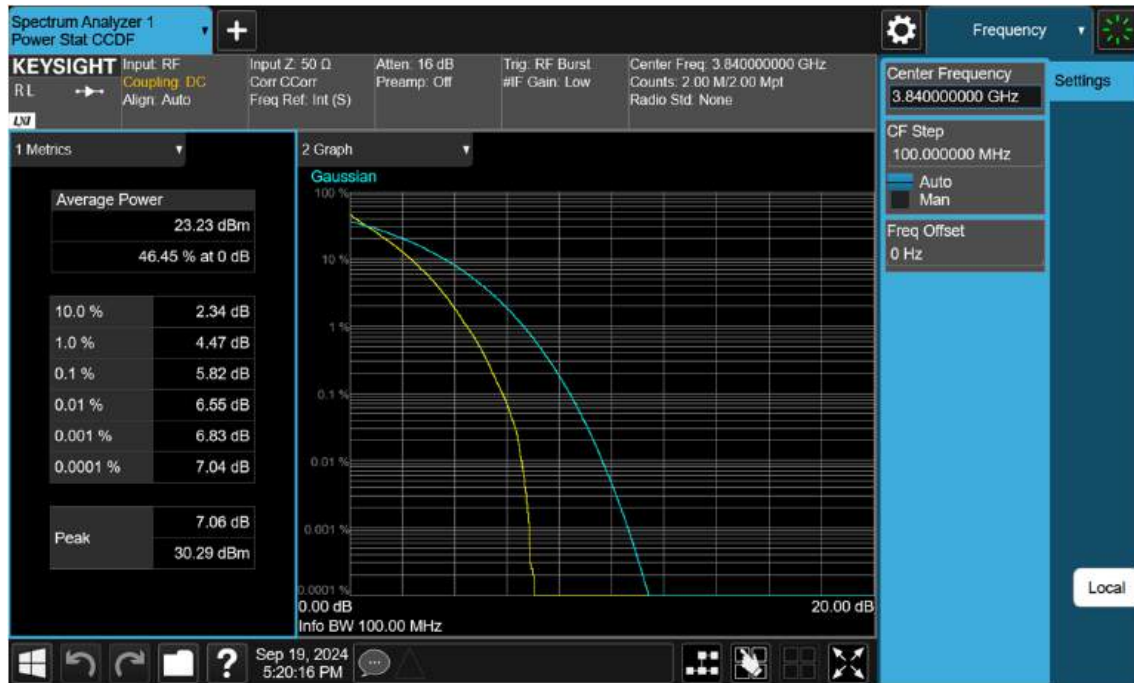 Spectrum Analyzer 1
Power Stat CCDF
Frequency
KEYSIGHT
RL
LXI
Input: RF
Coupling: DC
Align: Auto
Input Z: 50 Ω
Corr CCorr
Freq Ref: Int (S)
Atten: 16 dB
Preamp: Off
Trig: RF Burst
#IF Gain: Low
Center Freq: 3.840000000 GHz
Counts: 2.00 M/2.00 Mpt
Radio Std: None
Center Frequency
3.840000000 GHz
Settings
CF Step
100.000000 MHz
Auto
Man
Freq Offset
0 Hz
1 Metrics
Average Power
23.23 dBm
46.45 % at 0 dB
10.0 % 2.34 dB
1.0 % 4.47 dB
0.1 % 5.82 dB
0.01 % 6.55 dB
0.001 % 6.83 dB
0.0001 % 7.04 dB
Peak 7.06 dB
30.29 dBm
2 Graph
Gaussian
100 %
10 %
1 %
0.1 %
0.01 %
0.001 %
0.0001 %
0.00 dB 20.00 dB
Info BW 100.00 MHz
Local
?
Sep 19, 2024
5:20:16 PM